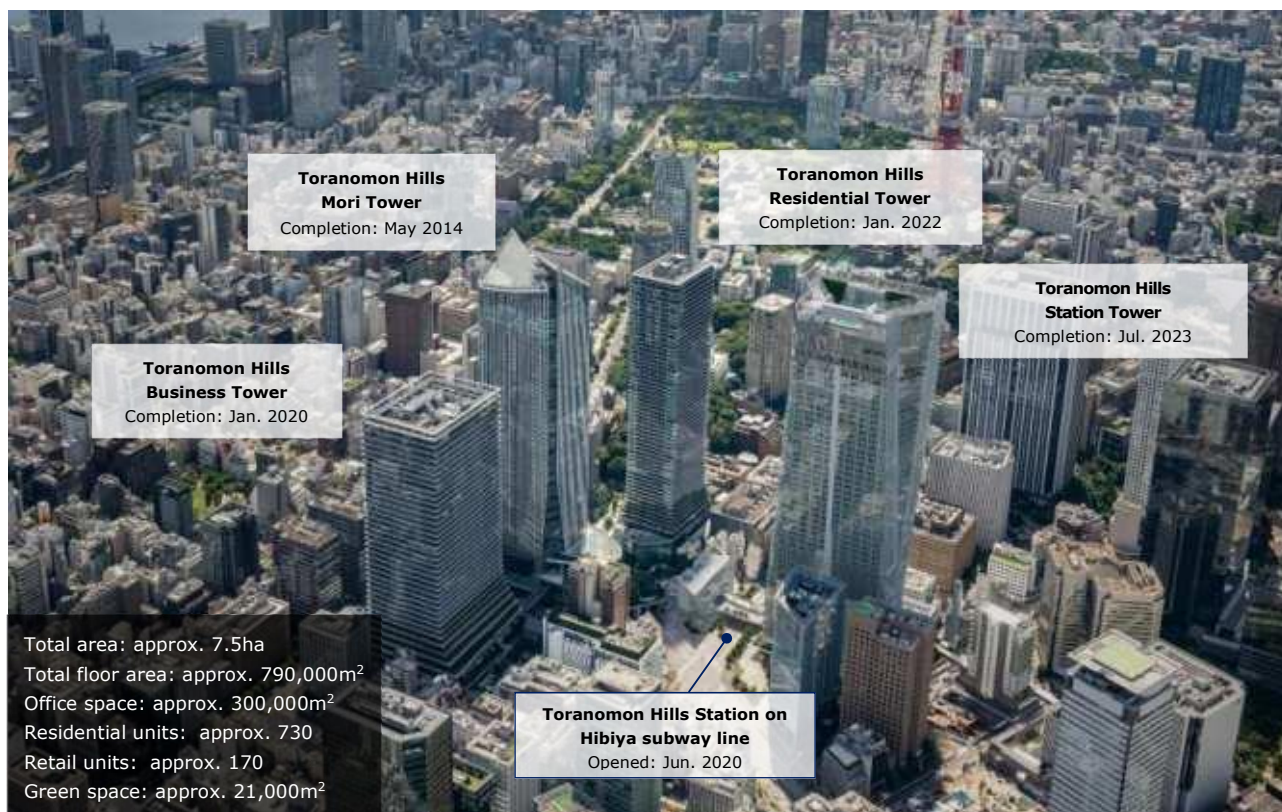 Toranomon Hills
Mori Tower
Completion: May 2014
Toranomon Hills
Residential Tower
Completion: Jan. 2022
Toranomon Hills
Station Tower
Completion: Jul. 2023
Toranomon Hills
Business Tower
Completion: Jan. 2020
Total area: approx. 7.5ha
Total floor area: approx. 790,000m²
Office space: approx. 300,000m²
Residential units:  approx. 730
Retail units:  approx. 170
Green space: approx. 21,000m²
Toranomon Hills Station on
Hibiya subway line
Opened: Jun. 2020